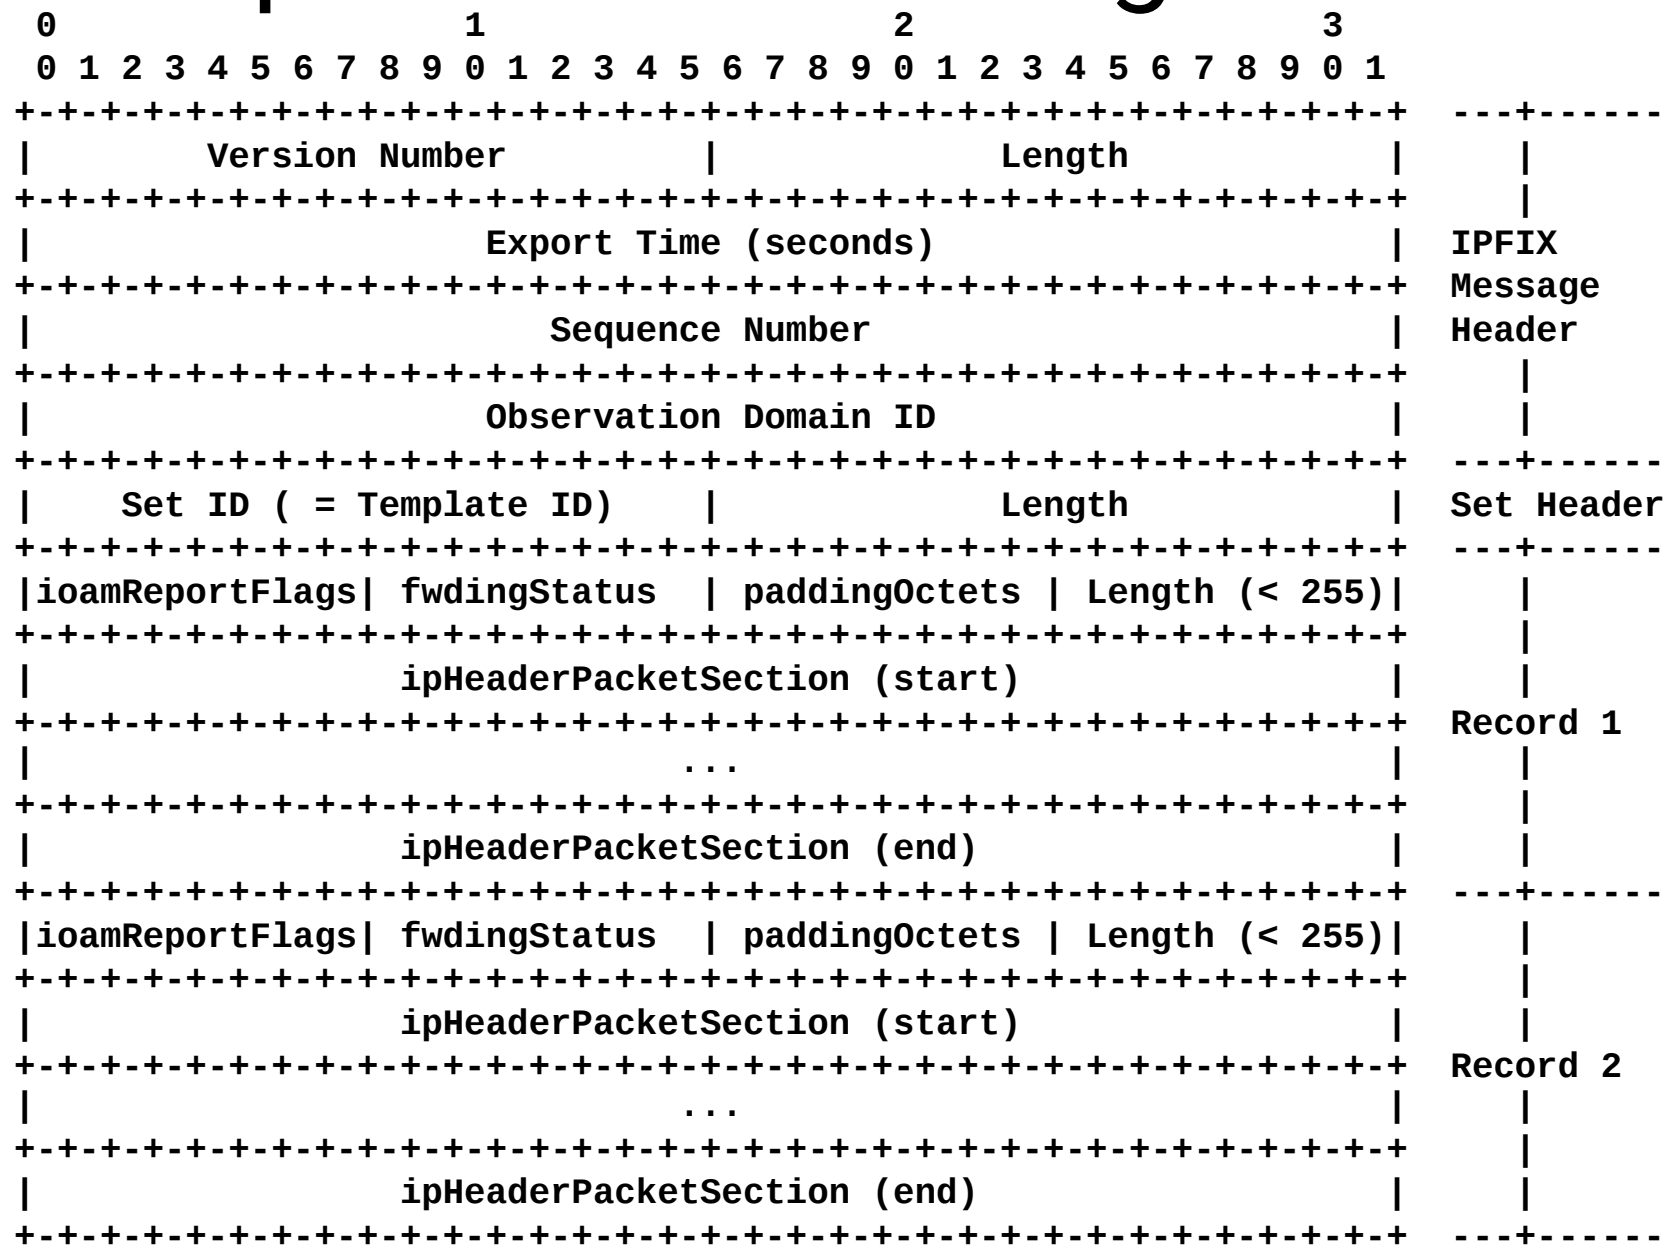 0                   1                   2                   3
 0 1 2 3 4 5 6 7 8 9 0 1 2 3 4 5 6 7 8 9 0 1 2 3 4 5 6 7 8 9 0 1
+-+-+-+-+-+-+-+-+-+-+-+-+-+-+-+-+-+-+-+-+-+-+-+-+-+-+-+-+-+-+-+-+  ---+------
|        Version Number         |             Length            |     |
+-+-+-+-+-+-+-+-+-+-+-+-+-+-+-+-+-+-+-+-+-+-+-+-+-+-+-+-+-+-+-+-+     |
|                     Export Time (seconds)                     |  IPFIX
+-+-+-+-+-+-+-+-+-+-+-+-+-+-+-+-+-+-+-+-+-+-+-+-+-+-+-+-+-+-+-+-+  Message
|                        Sequence Number                        |  Header
+-+-+-+-+-+-+-+-+-+-+-+-+-+-+-+-+-+-+-+-+-+-+-+-+-+-+-+-+-+-+-+-+     |
|                     Observation Domain ID                     |     |
+-+-+-+-+-+-+-+-+-+-+-+-+-+-+-+-+-+-+-+-+-+-+-+-+-+-+-+-+-+-+-+-+  ---+------
|    Set ID ( = Template ID)    |             Length            |  Set Header
+-+-+-+-+-+-+-+-+-+-+-+-+-+-+-+-+-+-+-+-+-+-+-+-+-+-+-+-+-+-+-+-+  ---+------
|ioamReportFlags| fwdingStatus  | paddingOctets | Length (< 255)|     |
+-+-+-+-+-+-+-+-+-+-+-+-+-+-+-+-+-+-+-+-+-+-+-+-+-+-+-+-+-+-+-+-+     |
|                 ipHeaderPacketSection (start)                 |     |
+-+-+-+-+-+-+-+-+-+-+-+-+-+-+-+-+-+-+-+-+-+-+-+-+-+-+-+-+-+-+-+-+  Record 1
|                              ...                              |     |
+-+-+-+-+-+-+-+-+-+-+-+-+-+-+-+-+-+-+-+-+-+-+-+-+-+-+-+-+-+-+-+-+     |
|                 ipHeaderPacketSection (end)                   |     |
+-+-+-+-+-+-+-+-+-+-+-+-+-+-+-+-+-+-+-+-+-+-+-+-+-+-+-+-+-+-+-+-+  ---+------
|ioamReportFlags| fwdingStatus  | paddingOctets | Length (< 255)|     |
+-+-+-+-+-+-+-+-+-+-+-+-+-+-+-+-+-+-+-+-+-+-+-+-+-+-+-+-+-+-+-+-+     |
|                 ipHeaderPacketSection (start)                 |     |
+-+-+-+-+-+-+-+-+-+-+-+-+-+-+-+-+-+-+-+-+-+-+-+-+-+-+-+-+-+-+-+-+  Record 2
|                              ...                              |     |
+-+-+-+-+-+-+-+-+-+-+-+-+-+-+-+-+-+-+-+-+-+-+-+-+-+-+-+-+-+-+-+-+     |
|                 ipHeaderPacketSection (end)                   |     |
+-+-+-+-+-+-+-+-+-+-+-+-+-+-+-+-+-+-+-+-+-+-+-+-+-+-+-+-+-+-+-+-+  ---+------